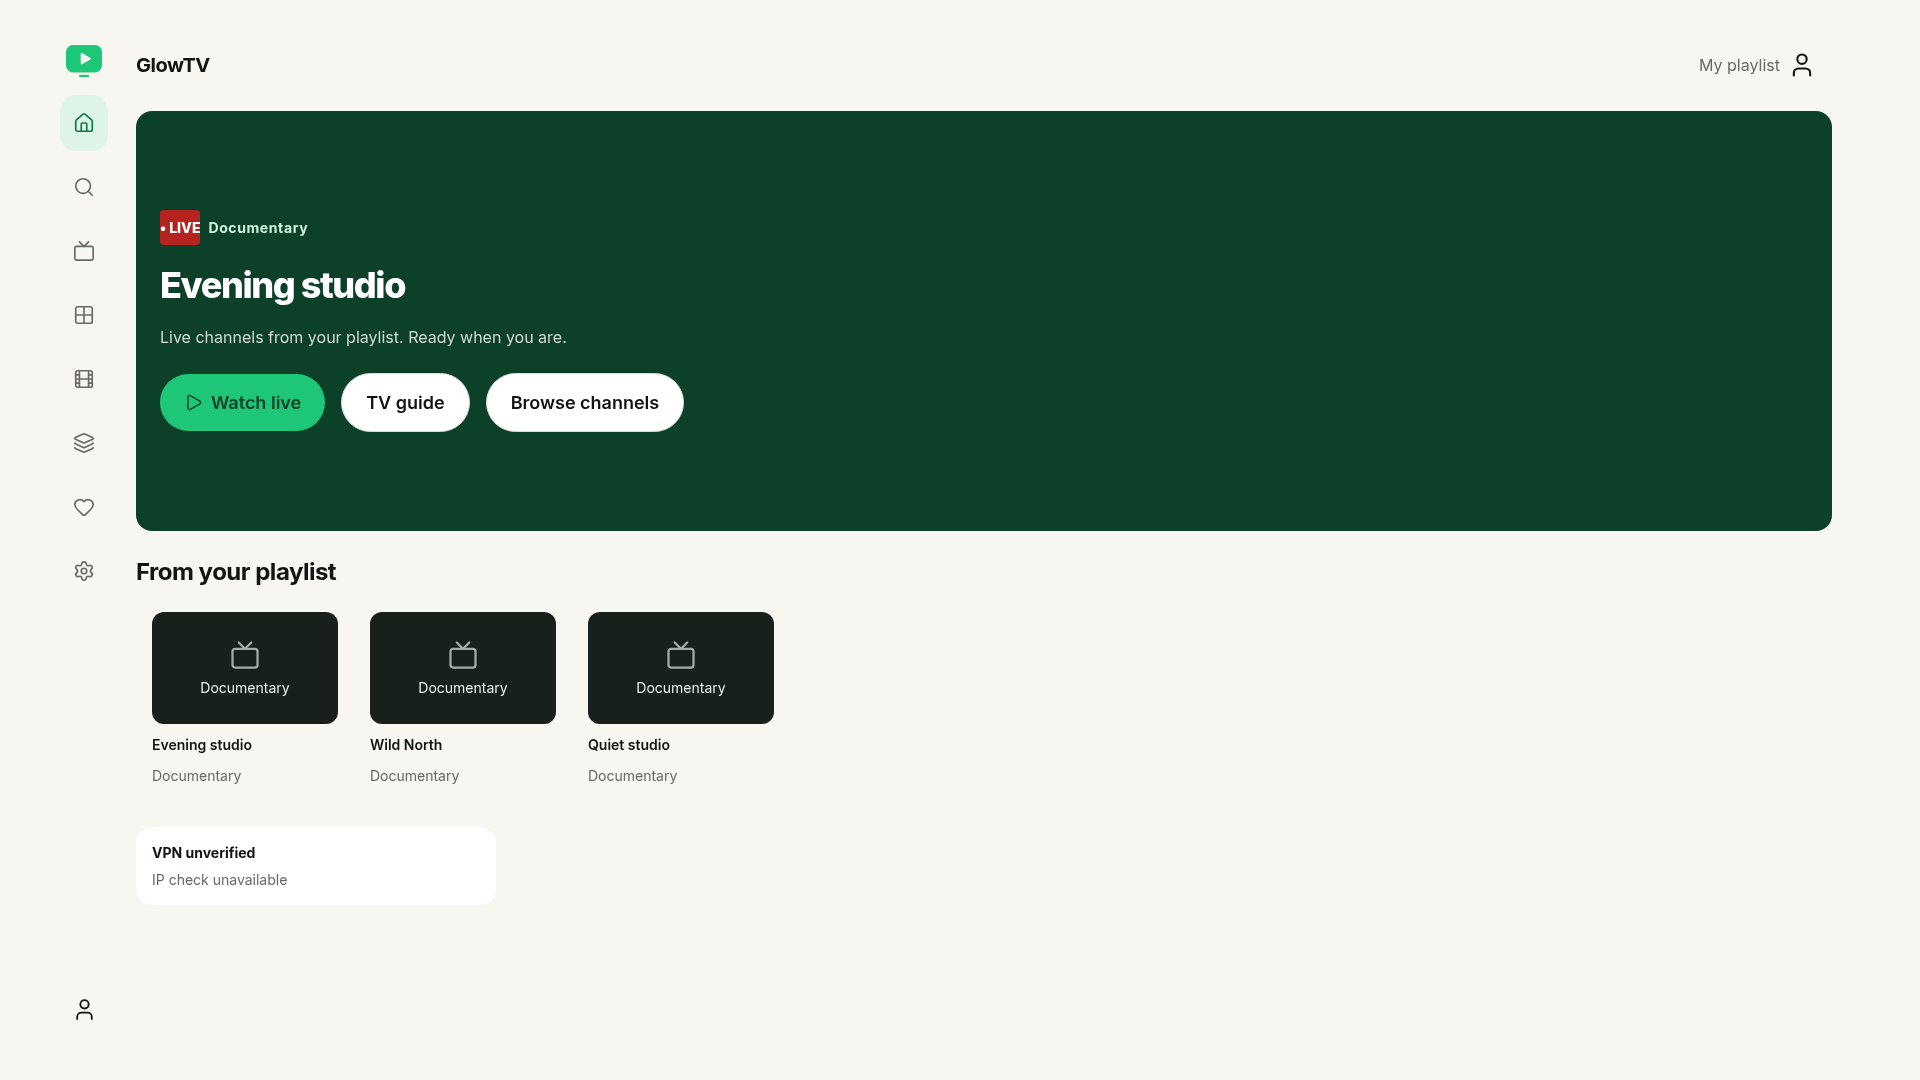 GlowTV
My playlist
• LIVE Documentary
Evening studio
Live channels from your playlist. Ready when you are.
Watch live
TV guide
Browse channels
From your playlist
Documentary
Documentary
Documentary
Evening studio
Wild North
Quiet studio
Documentary
Documentary
Documentary
VPN unverified
IP check unavailable